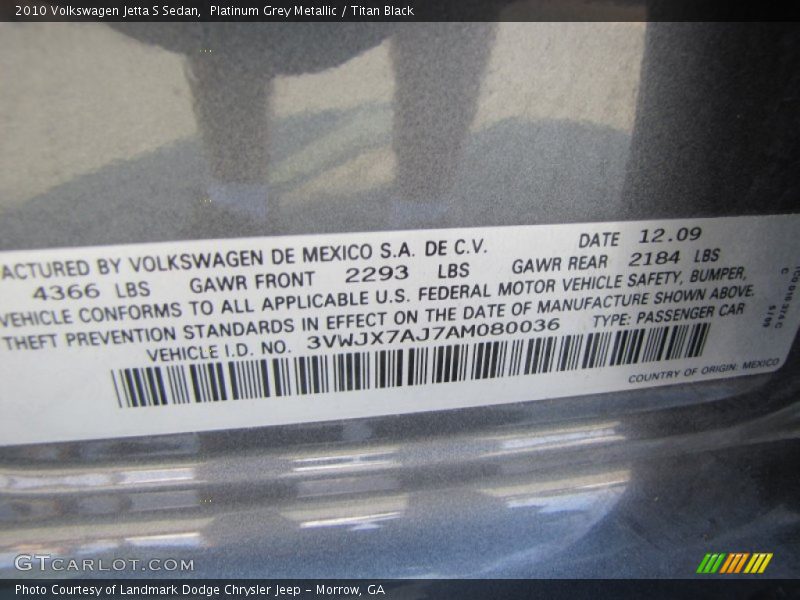 2010 Volkswagen Jetta S Sedan, Platinum Grey Metallic / Titan Black
ACTURED BY VOLKSWAGEN DE MEXICO S.A. DE C.V. DATE 12.09
4366 LBS GAWR FRONT 2293 LBS GAWR REAR 2184 LBS
VEHICLE CONFORMS TO ALL APPLICABLE U.S. FEDERAL MOTOR VEHICLE SAFETY, BUMPER,
THEFT PREVENTION STANDARDS IN EFFECT ON THE DATE OF MANUFACTURE SHOWN ABOVE.
VEHICLE I.D. NO. 3VWJX7AJ7AM080036 TYPE: PASSENGER CAR
COUNTRY OF ORIGIN: MEXICO
GTCARLOT.COM
Photo Courtesy of Landmark Dodge Chrysler Jeep – Morrow, GA